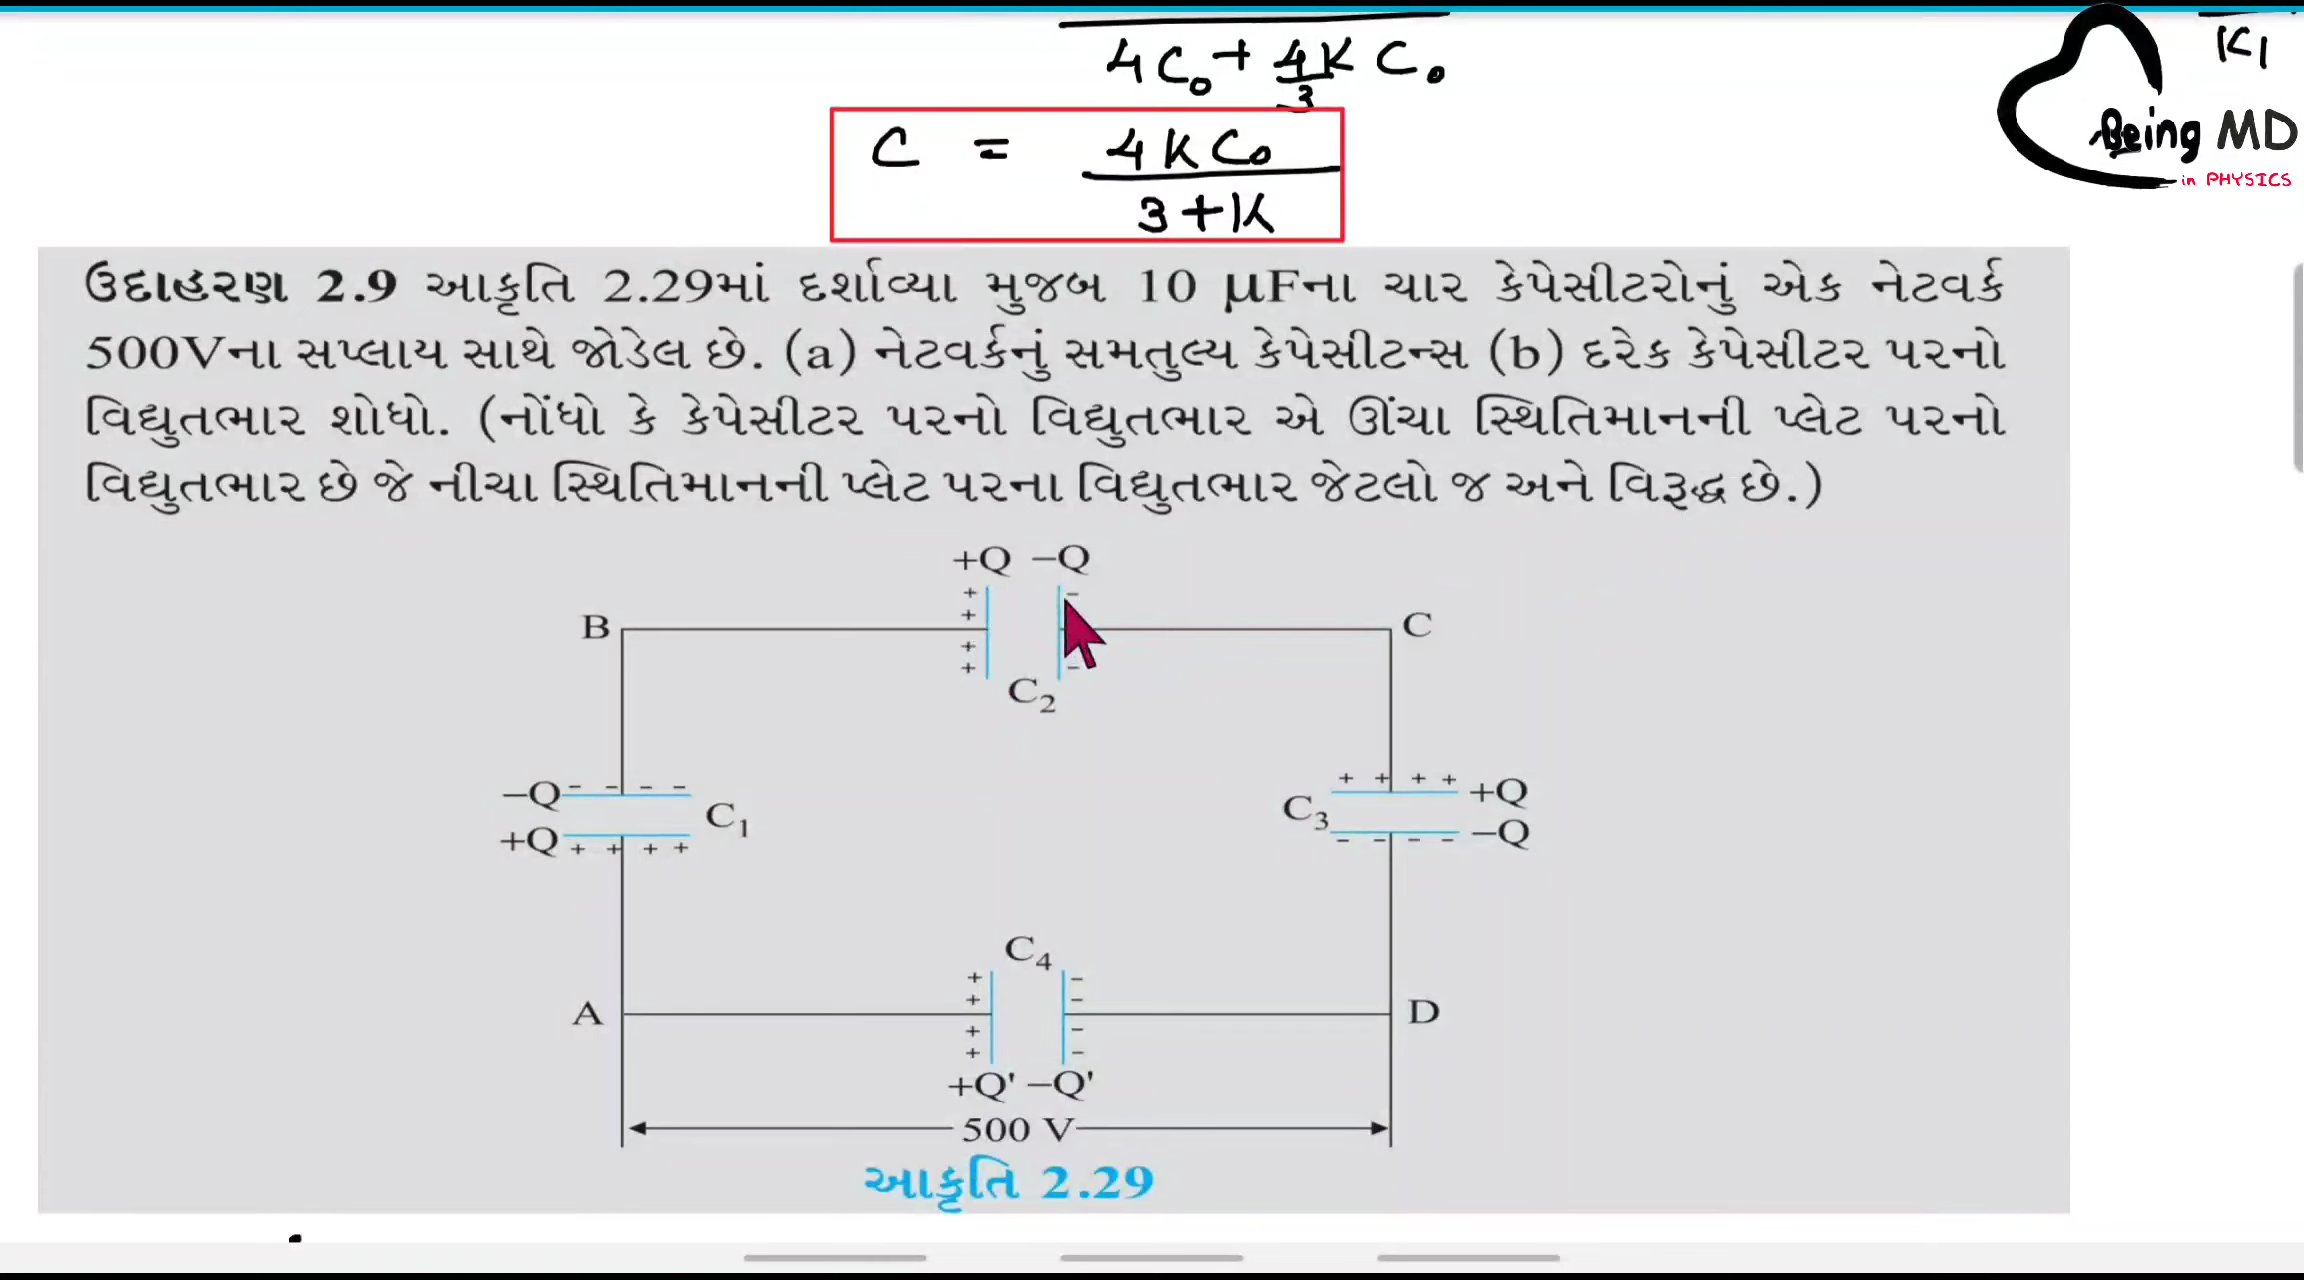 4C₀ + 4/3 K C₀
K₁
C = 4KC₀ / 3+K
Being MD
in PHYSICS
ઉદાહરણ 2.9 આકૃતિ 2.29માં દર્શાવ્યા મુજબ 10 μFના ચાર કેપેસીટરોનું એક નેટવર્ક
500Vના સપ્લાય સાથે જોડેલ છે. (a) નેટવર્કનું સમતુલ્ય કેપેસીટન્સ (b) દરેક કેપેસીટર પરનો
વિદ્યુતભાર શોધો. (નોંધો કે કેપેસીટર પરનો વિદ્યુતભાર એ ઊંચા સ્થિતિમાનની પ્લેટ પરનો
વિદ્યુતભાર છે જે નીચા સ્થિતિમાનની પ્લેટ પરના વિદ્યુતભાર જેટલો જ અને વિરૂદ્ધ છે.)
+Q –Q
B
C
C₂
–Q
+Q
C₁
C₃
+Q
–Q
C₄
A
D
+Q' –Q'
500 V
આકૃતિ 2.29